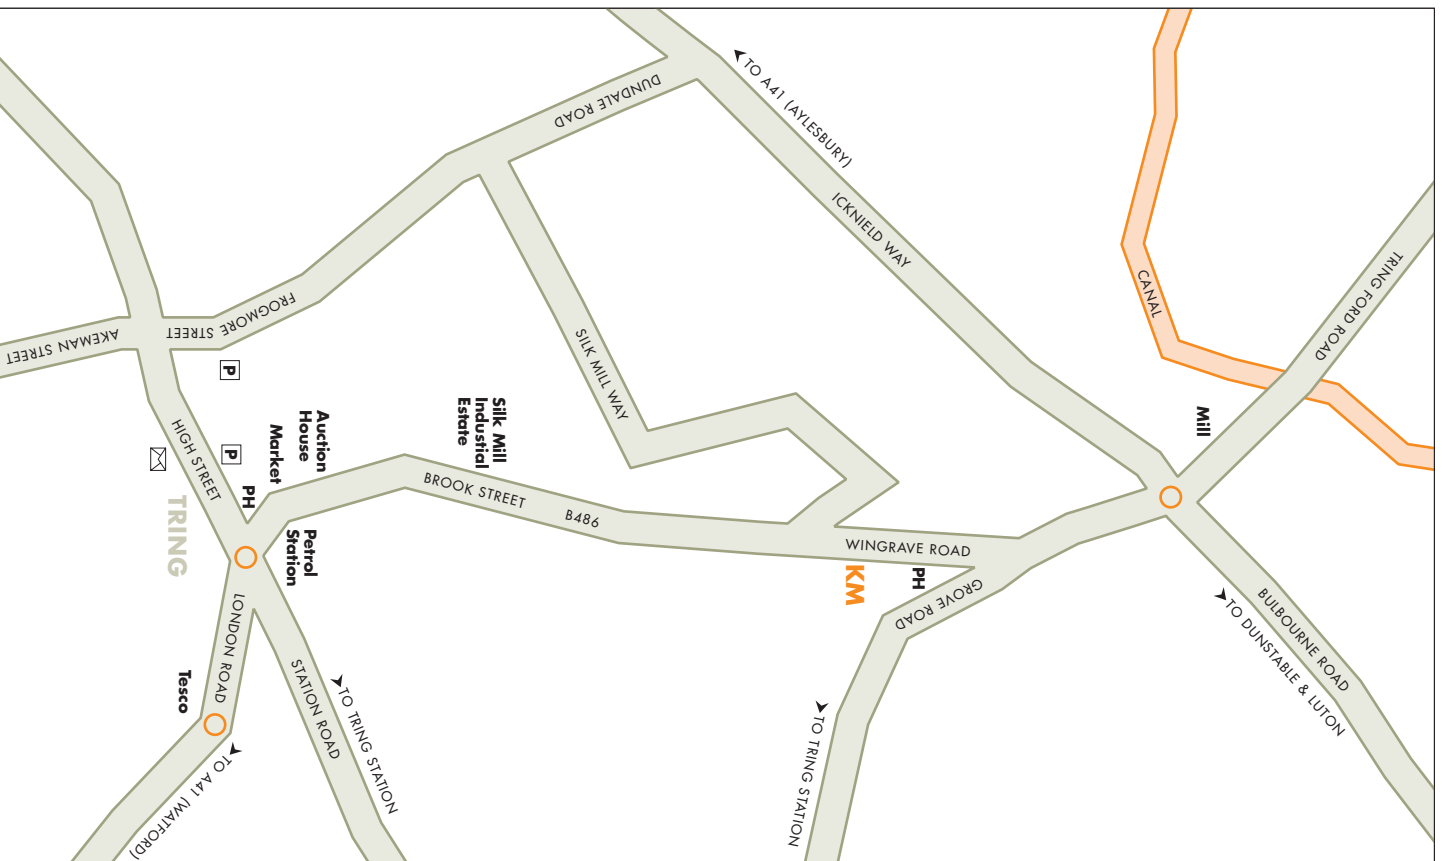 TO A41 (AYLESBURY)
DUNDALE ROAD
ICKNIELD WAY
CANAL
TRING FORD ROAD
FROGMORE STREET
AKEMAN STREET
SILK MILL WAY
P
P
HIGH STREET
TRING
PH
Market
Auction
House
Silk Mill
Industial
Estate
BROOK STREET
B486
Mill
Petrol
Station
WINGRAVE ROAD
KM
PH
GROVE ROAD
BULBOURNE ROAD
TO DUNSTABLE & LUTON
LONDON ROAD
Tesco
STATION ROAD
TO TRING STATION
TO TRING STATION
TO A41 (WATFORD)